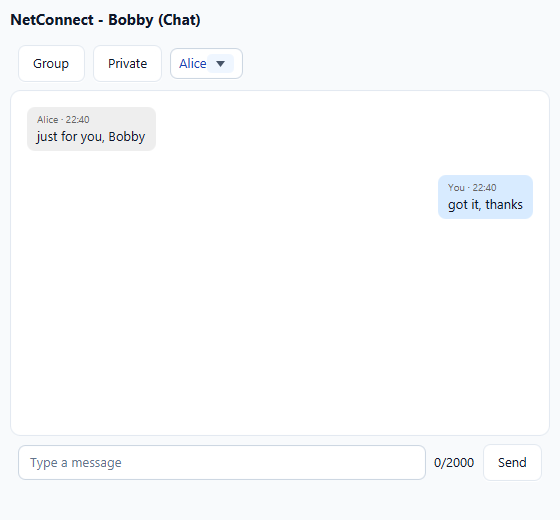 NetConnect - Bobby (Chat)
Group Private Alice
Alice · 22:40
just for you, Bobby
You · 22:40
got it, thanks
Type a message 0/2000 Send